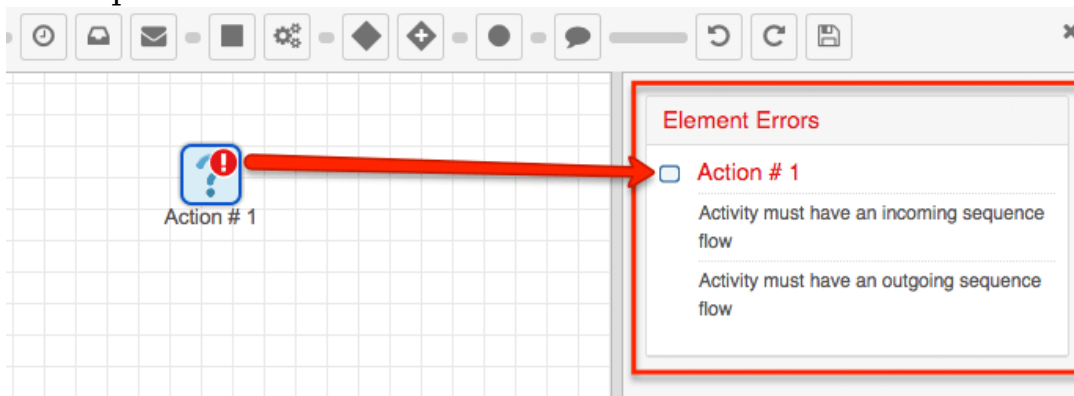 Element Errors
Action # 1
Action # 1
Activity must have an incoming sequence
flow
Activity must have an outgoing sequence
flow